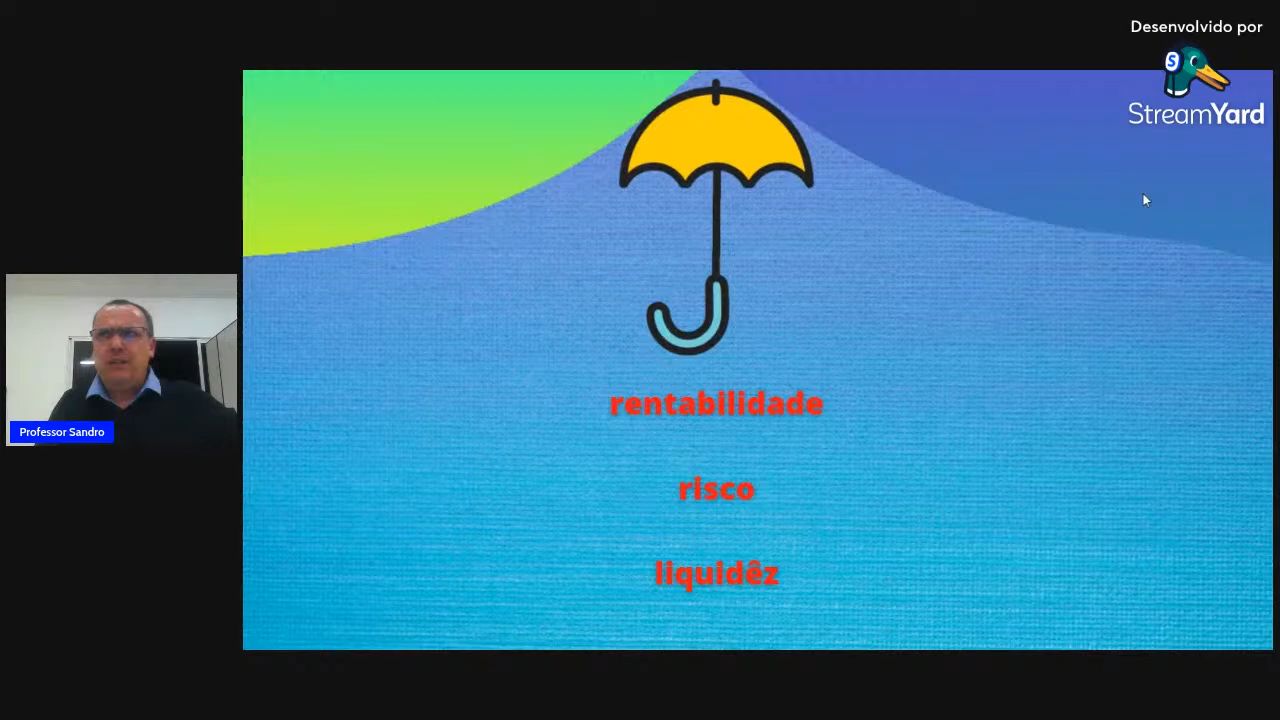 Desenvolvido por
S
StreamYard
rentabilidade
risco
liquidêz
Professor Sandro